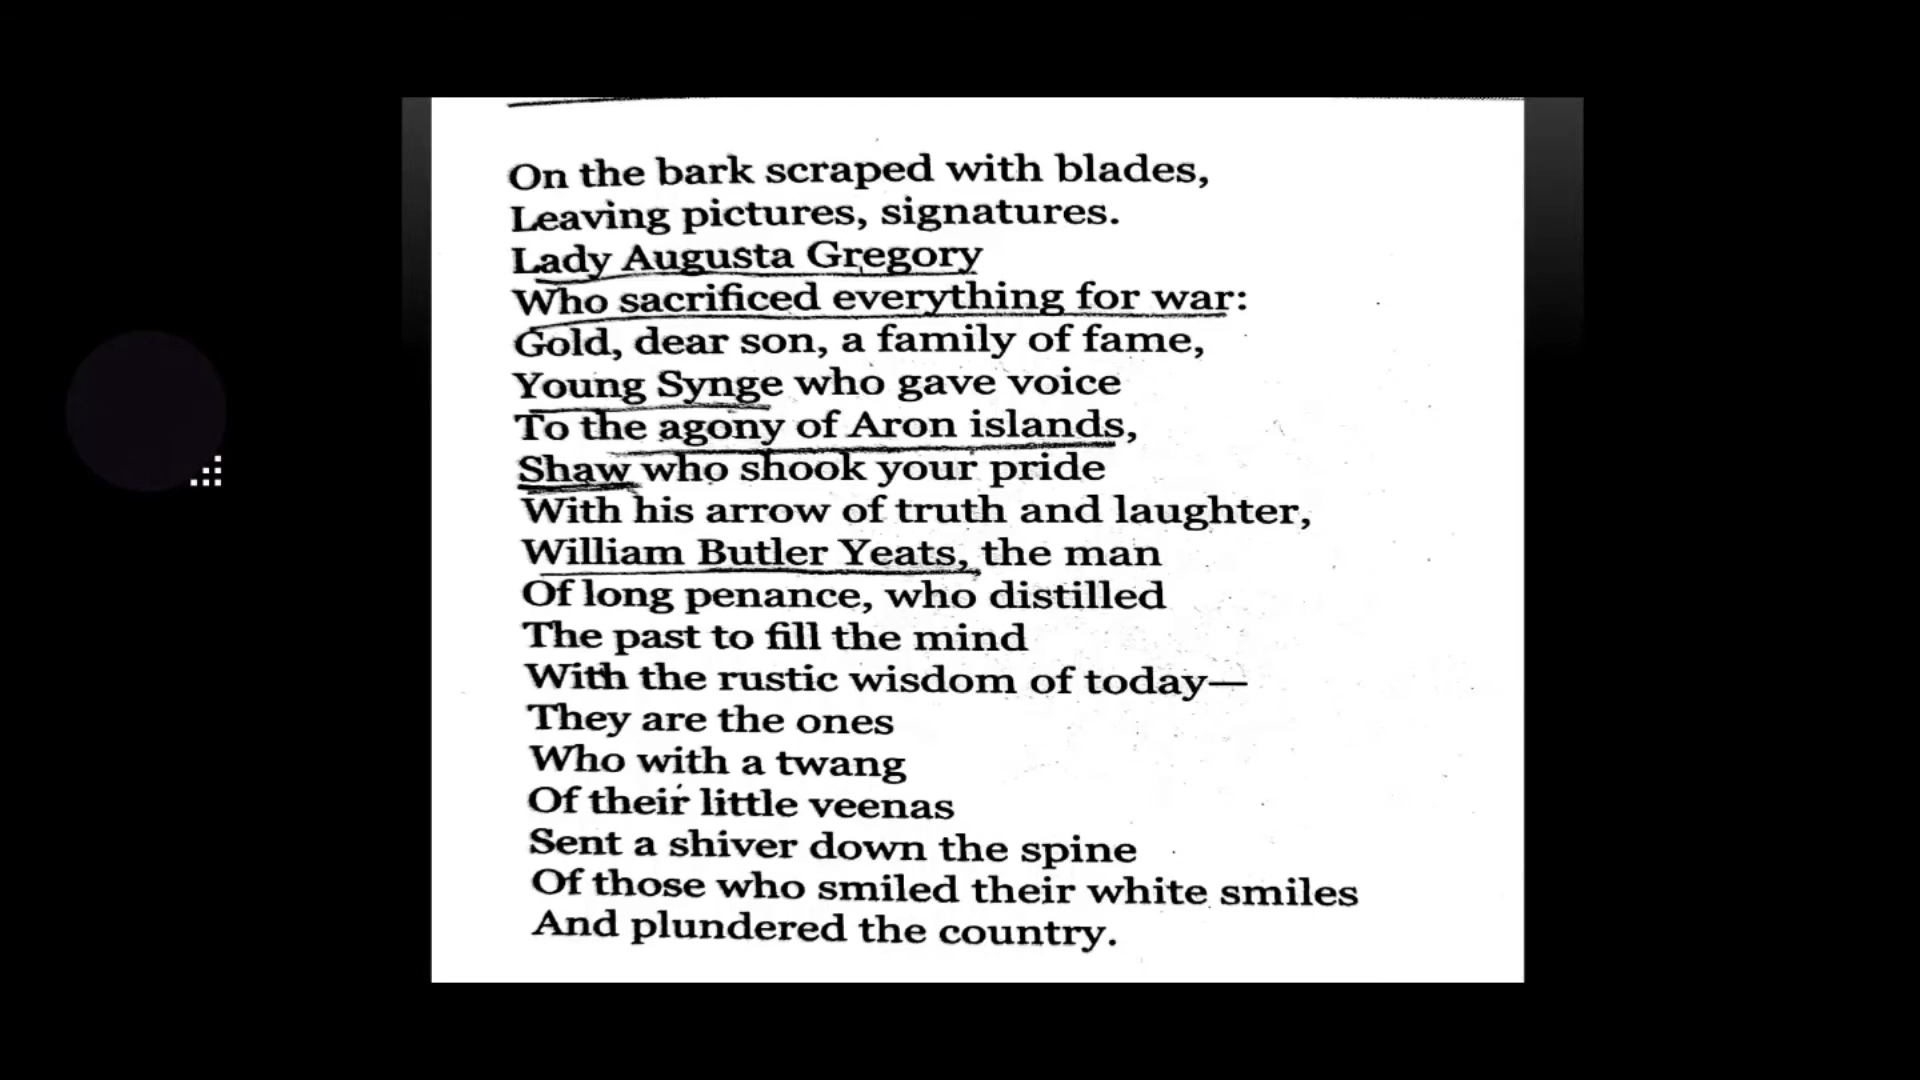 On the bark scraped with blades,
Leaving pictures, signatures.
Lady Augusta Gregory
Who sacrificed everything for war:
Gold, dear son, a family of fame,
Young Synge who gave voice
To the agony of Aron islands,
Shaw who shook your pride
With his arrow of truth and laughter,
William Butler Yeats, the man
Of long penance, who distilled
The past to fill the mind
With the rustic wisdom of today—
They are the ones
Who with a twang
Of their little veenas
Sent a shiver down the spine
Of those who smiled their white smiles
And plundered the country.